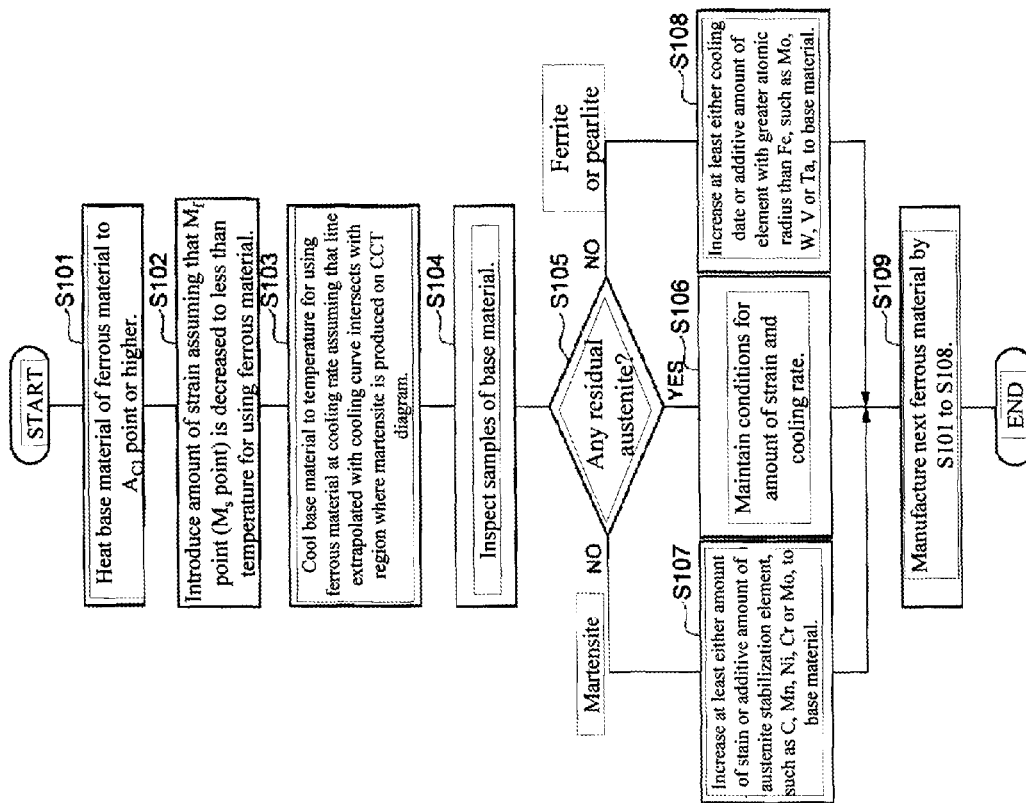 START
S101
Heat base material of ferrous material to
AC1 point or higher.
S102
Introduce amount of strain assuming that Mf
point (Ms point) is decreased to less than
temperature for using ferrous material.
S103
Cool base material to temperature for using
ferrous material at cooling rate assuming that line
extrapolated with cooling curve intersects with
region where martensite is produced on CCT
diagram.
S104
Inspect samples of base material.
S105
Any residual
austenite?
NO
Martensite
YES
NO
Ferrite
or pearlite
S107
Increase at least either amount
of stain or additive amount of
austenite stabilization element,
such as C, Mn, Ni, Cr or Mo, to
base material.
S106
Maintain conditions for
amount of strain and
cooling rate.
S108
Increase at least either cooling
date or additive amount of
element with greater atomic
radius than Fe, such as Mo,
W, V or Ta, to base material.
S109
Manufacture next ferrous material by
S101 to S108.
END